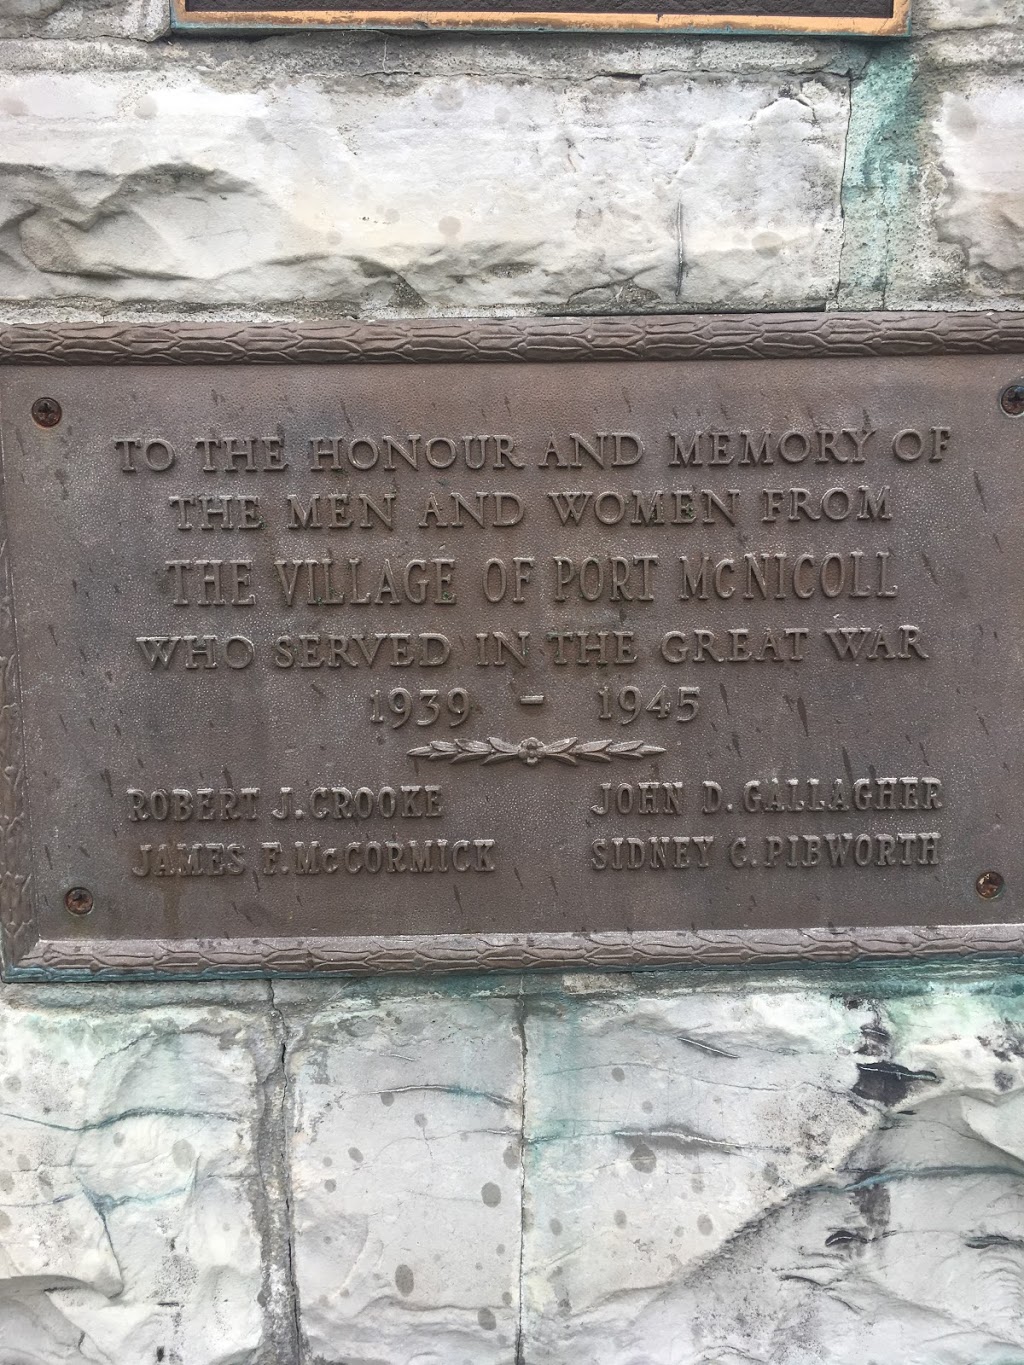 TO THE HONOUR AND MEMORY OF
THE MEN AND WOMEN FROM
THE VILLAGE OF PORT McNICOLL
WHO SERVED IN THE GREAT WAR
1939 - 1945
ROBERT J. CROOKE JOHN D. GALLAGHER
JAMES F. McCORMICK SIDNEY G. PIBWORTH